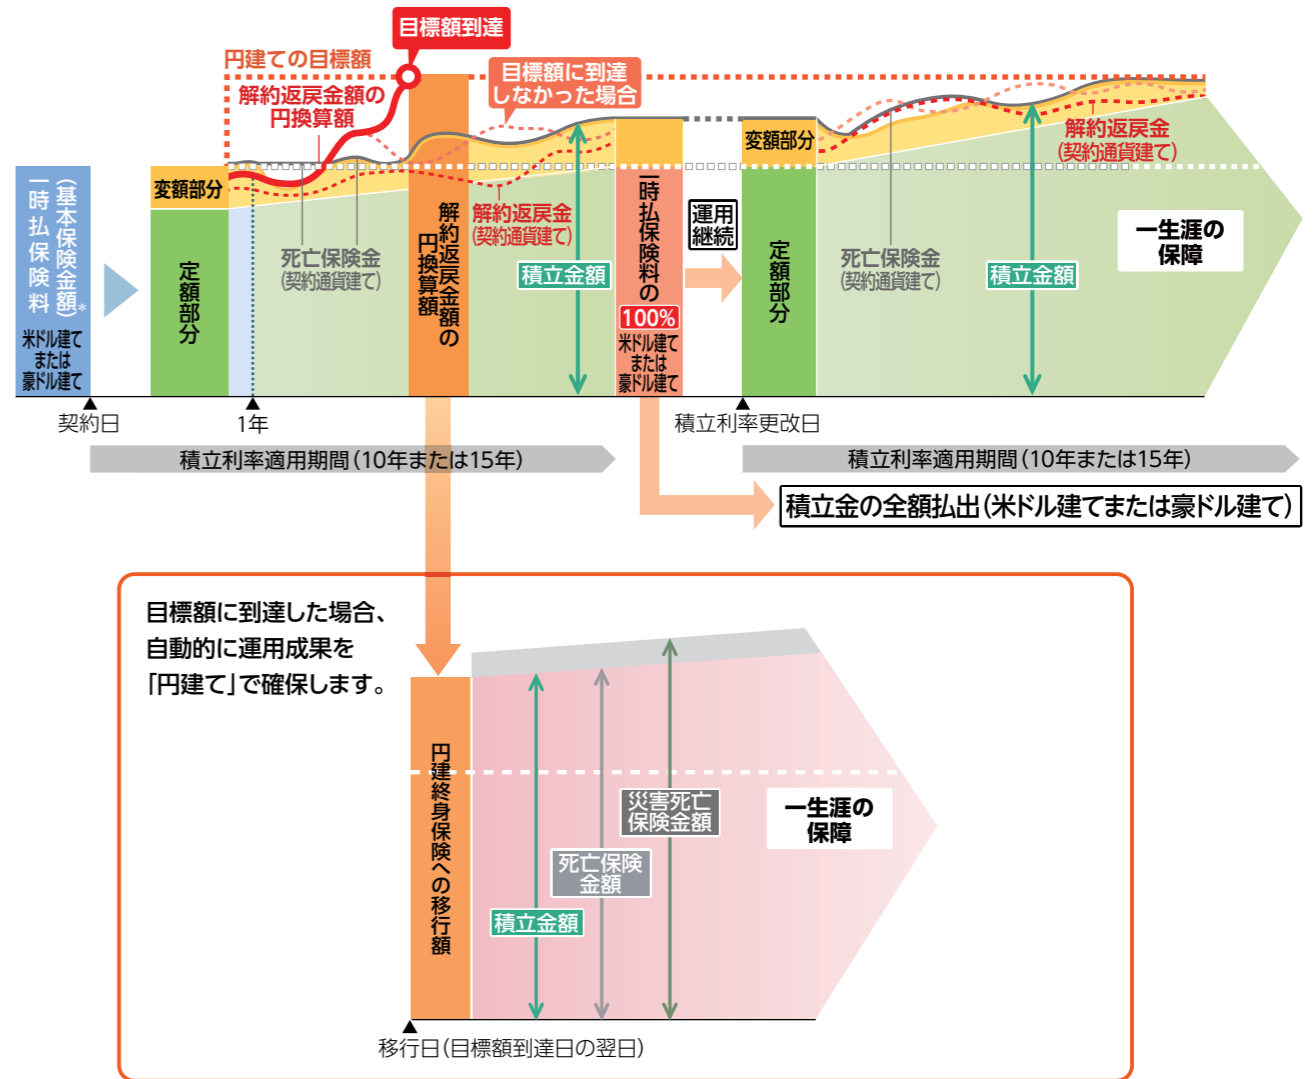 目標額到達
円建ての目標額
解約返戻金額の
円換算額
目標額に到達
しなかった場合
一時払保険料
（基本保険金額）*
米ドル建て
または
豪ドル建て
変額部分
定額部分
死亡保険金
（契約通貨建て）
解約返戻金額の
円換算額
解約返戻金
（契約通貨建て）
積立金額
一時払保険料の
100%
米ドル建て
または
豪ドル建て
運用
継続
変額部分
定額部分
死亡保険金
（契約通貨建て）
積立金額
解約返戻金
（契約通貨建て）
一生涯の
保障
契約日
1年
積立利率更改日
積立利率適用期間（10年または15年）
積立利率適用期間（10年または15年）
積立金の全額払出（米ドル建てまたは豪ドル建て）
目標額に到達した場合、
自動的に運用成果を
「円建て」で確保します。
円建終身保険への移行額
積立金額
死亡保険
金額
災害死亡
保険金額
一生涯の
保障
移行日（目標額到達日の翌日）